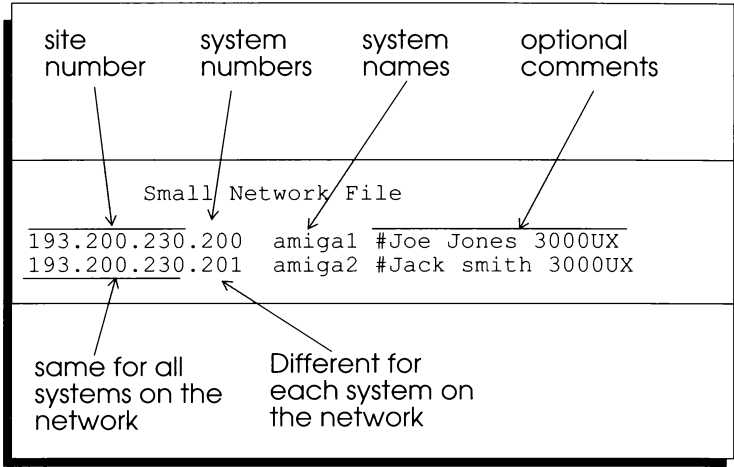 site number
system numbers
system names
optional comments
Small Network File
193.200.230.200 amiga1 #Joe Jones 3000UX
193.200.230.201 amiga2 #Jack smith 3000UX
same for all systems on the network
Different for each system on the network